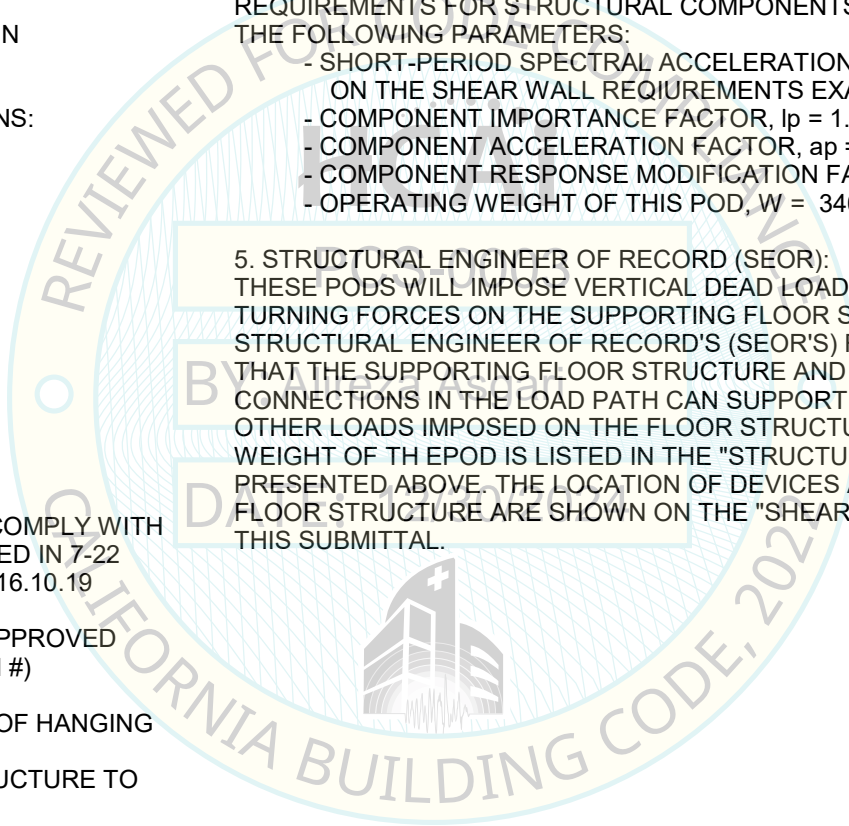 N
NS:
COMPLY WITH
ED IN 7-22
16.10.19
PPROVED
#)
OF HANGING
UCTURE TO
REQUIREMENTS FOR STRUCTURAL COMPONENTS
THE FOLLOWING PARAMETERS:
- SHORT-PERIOD SPECTRAL ACCELERATION
ON THE SHEAR WALL REQIUREMENTS EXA
- COMPONENT IMPORTANCE FACTOR, Ip = 1.
- COMPONENT ACCELERATION FACTOR, ap =
- COMPONENT RESPONSE MODIFICATION FA
- OPERATING WEIGHT OF THIS POD, W = 340
5. STRUCTURAL ENGINEER OF RECORD (SEOR):
THESE PODS WILL IMPOSE VERTICAL DEAD LOAD
TURNING FORCES ON THE SUPPORTING FLOOR S
STRUCTURAL ENGINEER OF RECORD'S (SEOR'S)
THAT THE SUPPORTING FLOOR STRUCTURE AND
CONNECTIONS IN THE LOAD PATH CAN SUPPORT
OTHER LOADS IMPOSED ON THE FLOOR STRUCTU
WEIGHT OF TH EPOD IS LISTED IN THE "STRUCTU
PRESENTED ABOVE. THE LOCATION OF DEVICES
FLOOR STRUCTURE ARE SHOWN ON THE "SHEAR
THIS SUBMITTAL.
REVIEWED FOR CODE COMPLIANCE
HCAI
PCS-0003
BY: Alireza Asgari
DATE: 12/30/2024
CALIFORNIA BUILDING CODE, 2022